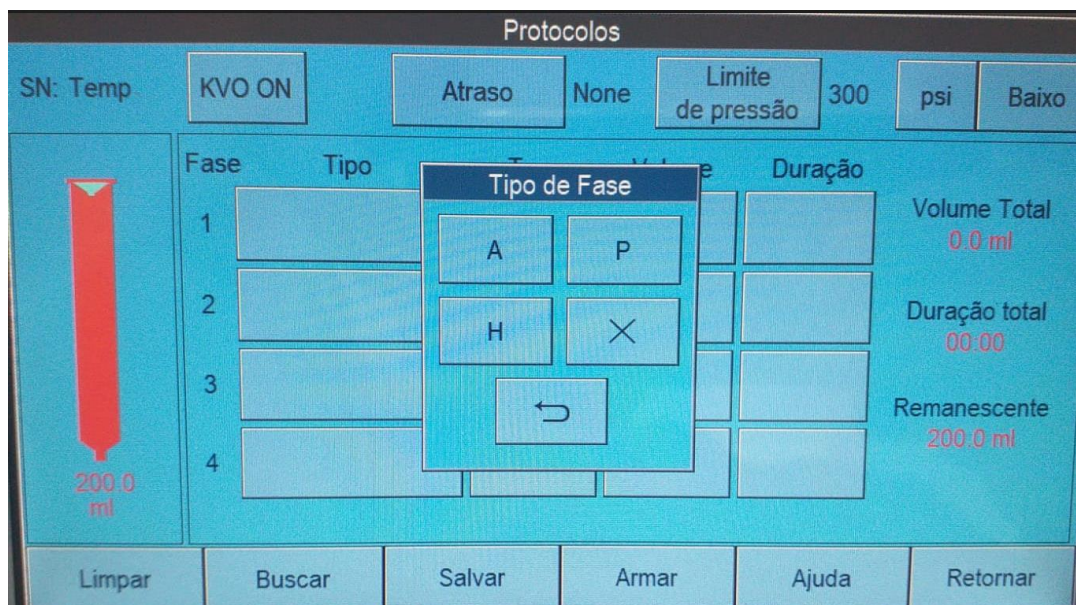 Protocolos
SN: Temp
KVO ON
Atraso
None
Limite
de pressão
300
psi
Baixo
Fase
Tipo
Duração
Tipo de Fase
A
P
H
1
2
3
4
Volume Total
0.0 ml
Duração total
00:00
Remanescente
200.0 ml
200.0
ml
Limpar
Buscar
Salvar
Armar
Ajuda
Retornar